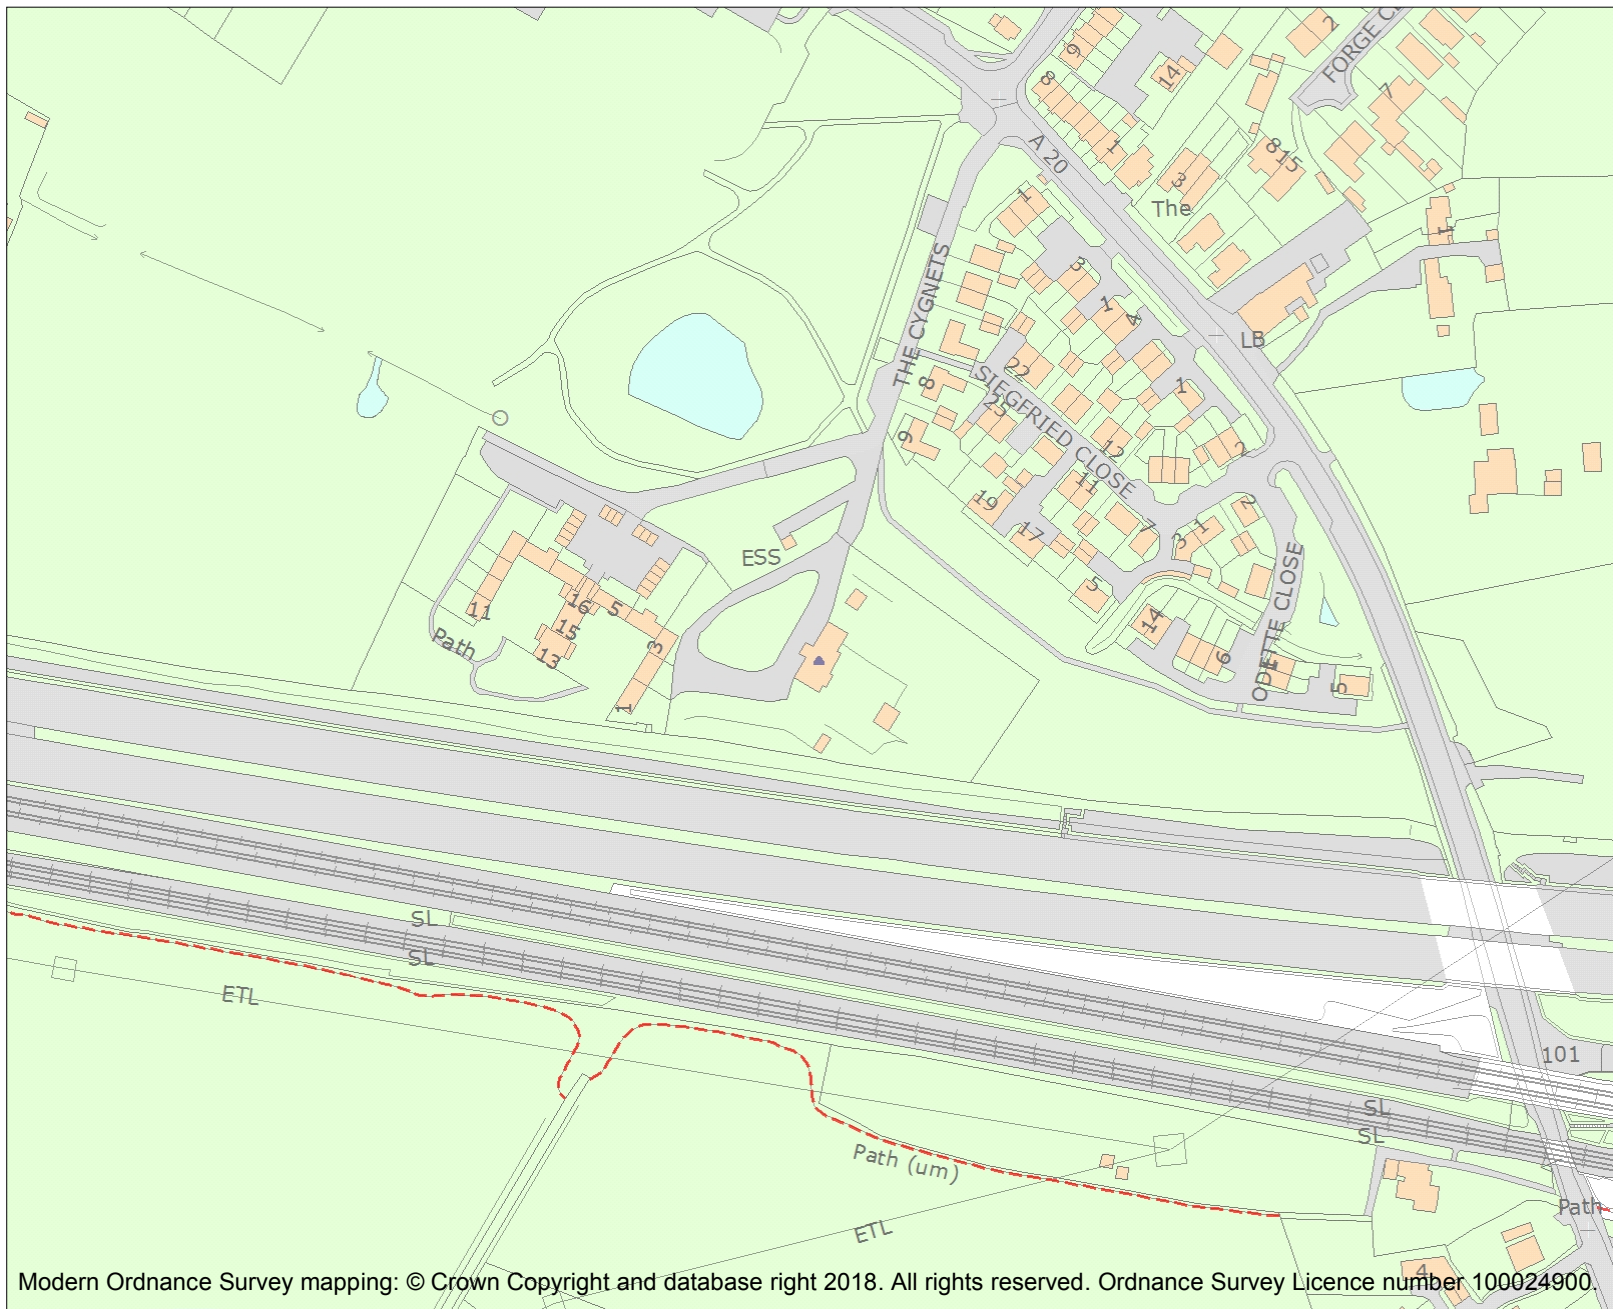 2
FORGE C
9
14
8
7
A 20
1
815
3
The
1
1
THE CYGNETS
3
1
4
LB
22
SIEGFRIED CLOSE
8
25
1
9
12
2
11
19
2
17
7
1
3
ESS
5
11
16
5
ODETTE CLOSE
15
14
Path
3
13
6
5
1
SL
SL
ETL
101
SL
SL
Path (um)
Path
ETL
4
Modern Ordnance Survey mapping: © Crown Copyright and database right 2018. All rights reserved. Ordnance Survey Licence number 100024900.